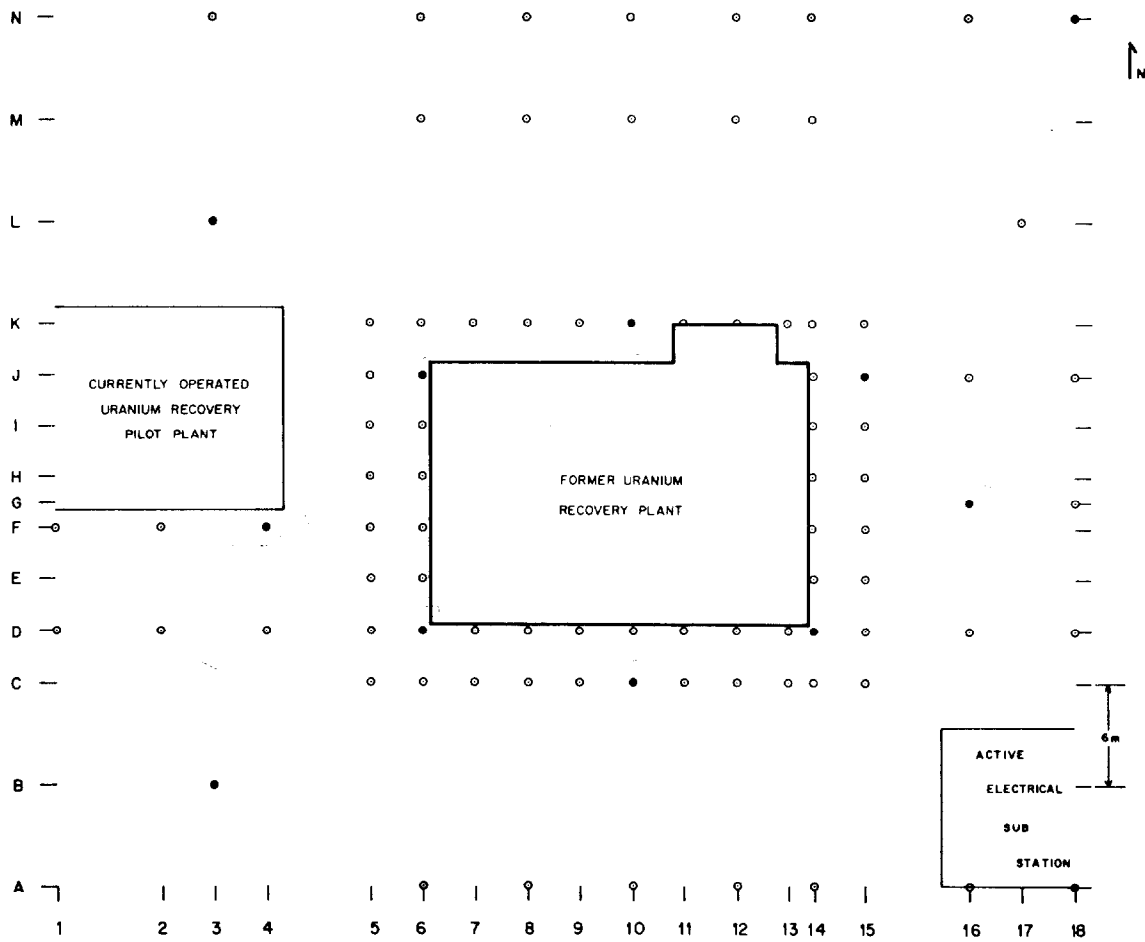 N
N
M
L
K
CURRENTLY OPERATED
URANIUM RECOVERY
PILOT PLANT
J
I
H
FORMER URANIUM
RECOVERY PLANT
G
F
E
D
C
6m
ACTIVE
ELECTRICAL
SUB
STATION
B
A
1 2 3 4 5 6 7 8 9 10 11 12 13 14 15 16 17 18